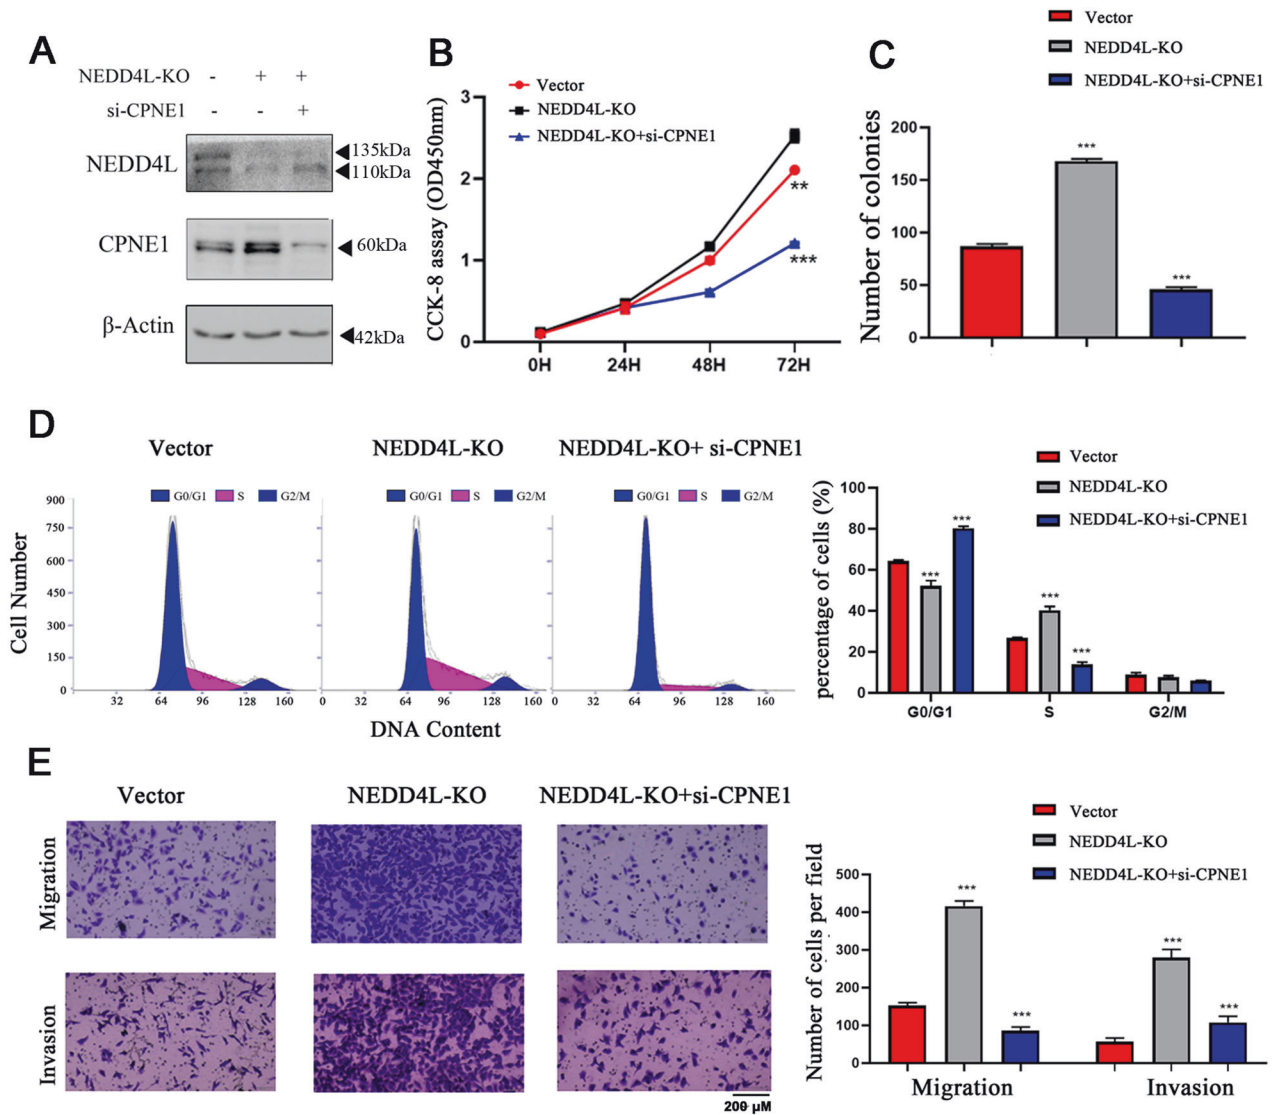 A
NEDD4L-KO - + +
si-CPNE1 - - +
NEDD4L
135kDa
110kDa
CPNE1
60kDa
β-Actin
42kDa
B
Vector
NEDD4L-KO
NEDD4L-KO+si-CPNE1
CCK-8 assay (OD450nm)
3
2
1
0
**
***
0H 24H 48H 72H
C
Vector
NEDD4L-KO
NEDD4L-KO+si-CPNE1
Number of colonies
200
150
100
50
0
***
***
D
Vector NEDD4L-KO NEDD4L-KO+ si-CPNE1
G0/G1 S G2/M
G0/G1 S G2/M
G0/G1 S G2/M
Cell Number
900
750
600
450
300
150
0
32 64 96 128 160
0 32 64 96 128 160
0 32 64 96 128 160
DNA Content
Vector
NEDD4L-KO
NEDD4L-KO+si-CPNE1
percentage of cells (%)
100
80
60
40
20
0
***
***
***
***
G0/G1 S G2/M
E
Vector NEDD4L-KO NEDD4L-KO+si-CPNE1
Migration
Invasion
200 μM
Vector
NEDD4L-KO
NEDD4L-KO+si-CPNE1
Number of cells per field
500
400
300
200
100
0
***
***
***
***
Migration Invasion